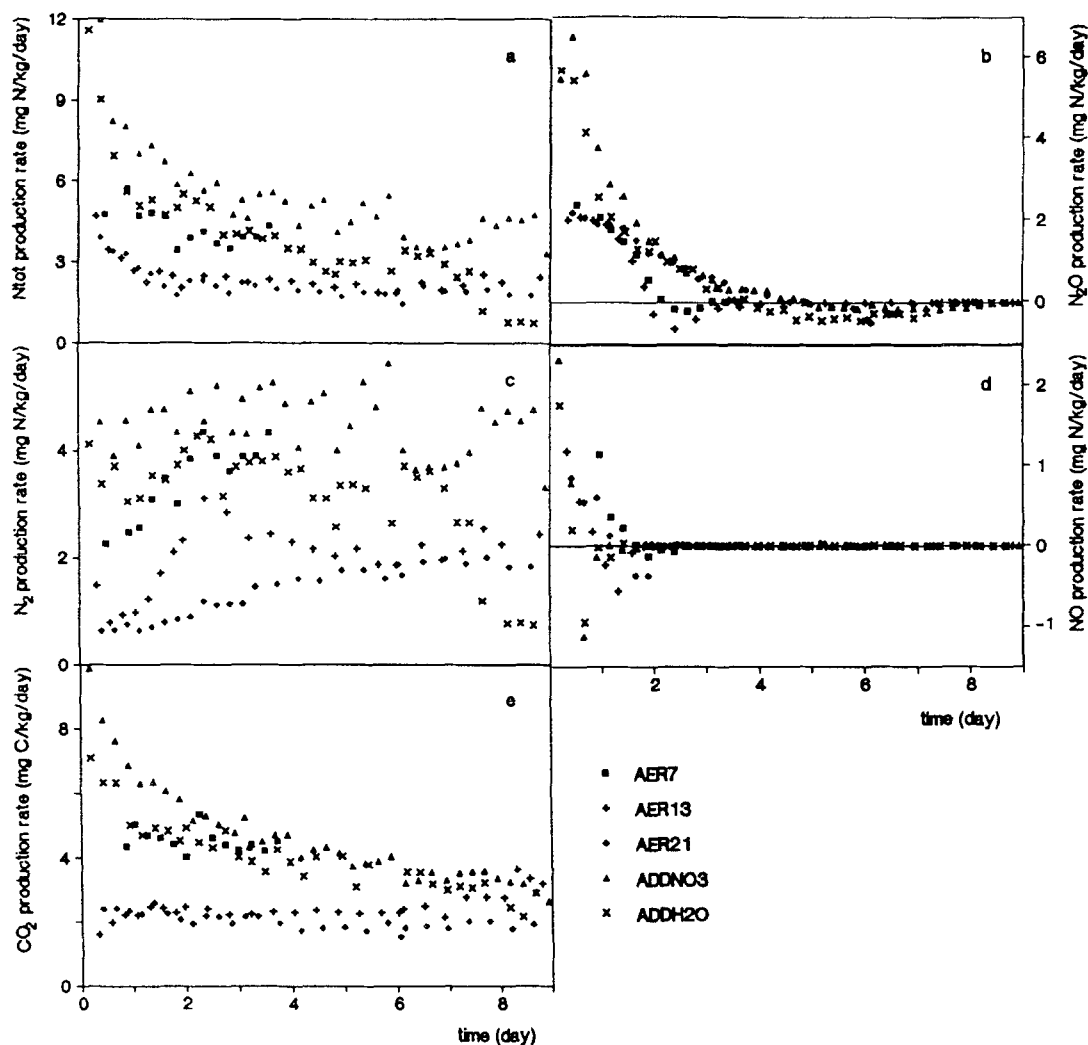 12
9
6
3
0
Ntot production rate (mg N/kg/day)
a
b
6
4
2
0
N₂O production rate (mg N/kg/day)
4
2
0
N₂ production rate (mg N/kg/day)
c
d
2
1
0
-1
NO production rate (mg N/kg/day)
2 4 6 8
time (day)
8
4
0
CO₂ production rate (mg C/kg/day)
e
0 2 4 6 8
time (day)
AER7
AER13
AER21
ADDNO3
ADDH2O